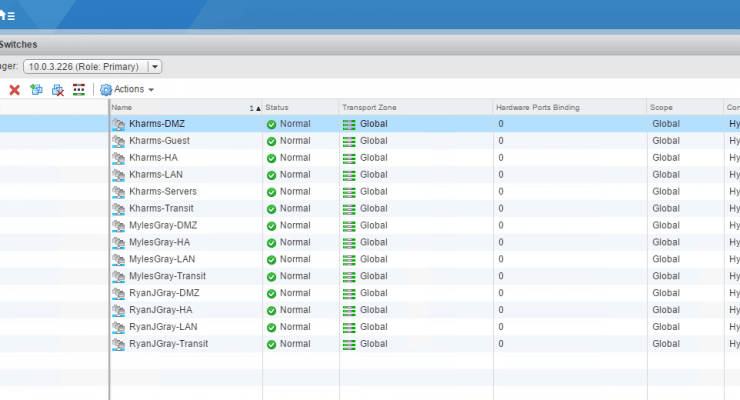 Switches
ager: 10.0.3.226 (Role: Primary)
Actions
Name 1 Status Transport Zone Hardware Ports Binding Scope Con
Kharms-DMZ Normal Global 0 Global Hy
Kharms-Guest Normal Global 0 Global Hy
Kharms-HA Normal Global 0 Global Hy
Kharms-LAN Normal Global 0 Global Hy
Kharms-Servers Normal Global 0 Global Hy
Kharms-Transit Normal Global 0 Global Hy
MylesGray-DMZ Normal Global 0 Global Hy
MylesGray-HA Normal Global 0 Global Hy
MylesGray-LAN Normal Global 0 Global Hy
MylesGray-Transit Normal Global 0 Global Hy
RyanJGray-DMZ Normal Global 0 Global Hy
RyanJGray-HA Normal Global 0 Global Hy
RyanJGray-LAN Normal Global 0 Global Hy
RyanJGray-Transit Normal Global 0 Global Hy